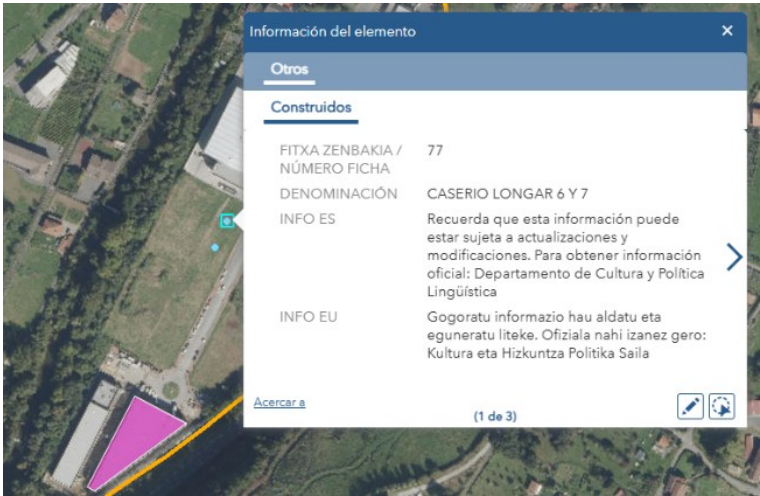 Información del elemento
Otros
Construidos
FITXA ZENBAKIA / 77
NÚMERO FICHA
DENOMINACIÓN CASERIO LONGAR 6 Y 7
INFO ES Recuerda que esta información puede
estar sujeta a actualizaciones y
modificaciones. Para obtener información
oficial: Departamento de Cultura y Política
Lingüística
INFO EU Gogoratu informazio hau aldatu eta
eguneratu liteke. Ofiziala nahi izanez gero:
Kultura eta Hizkuntza Politika Saila
Acercar a
(1 de 3)